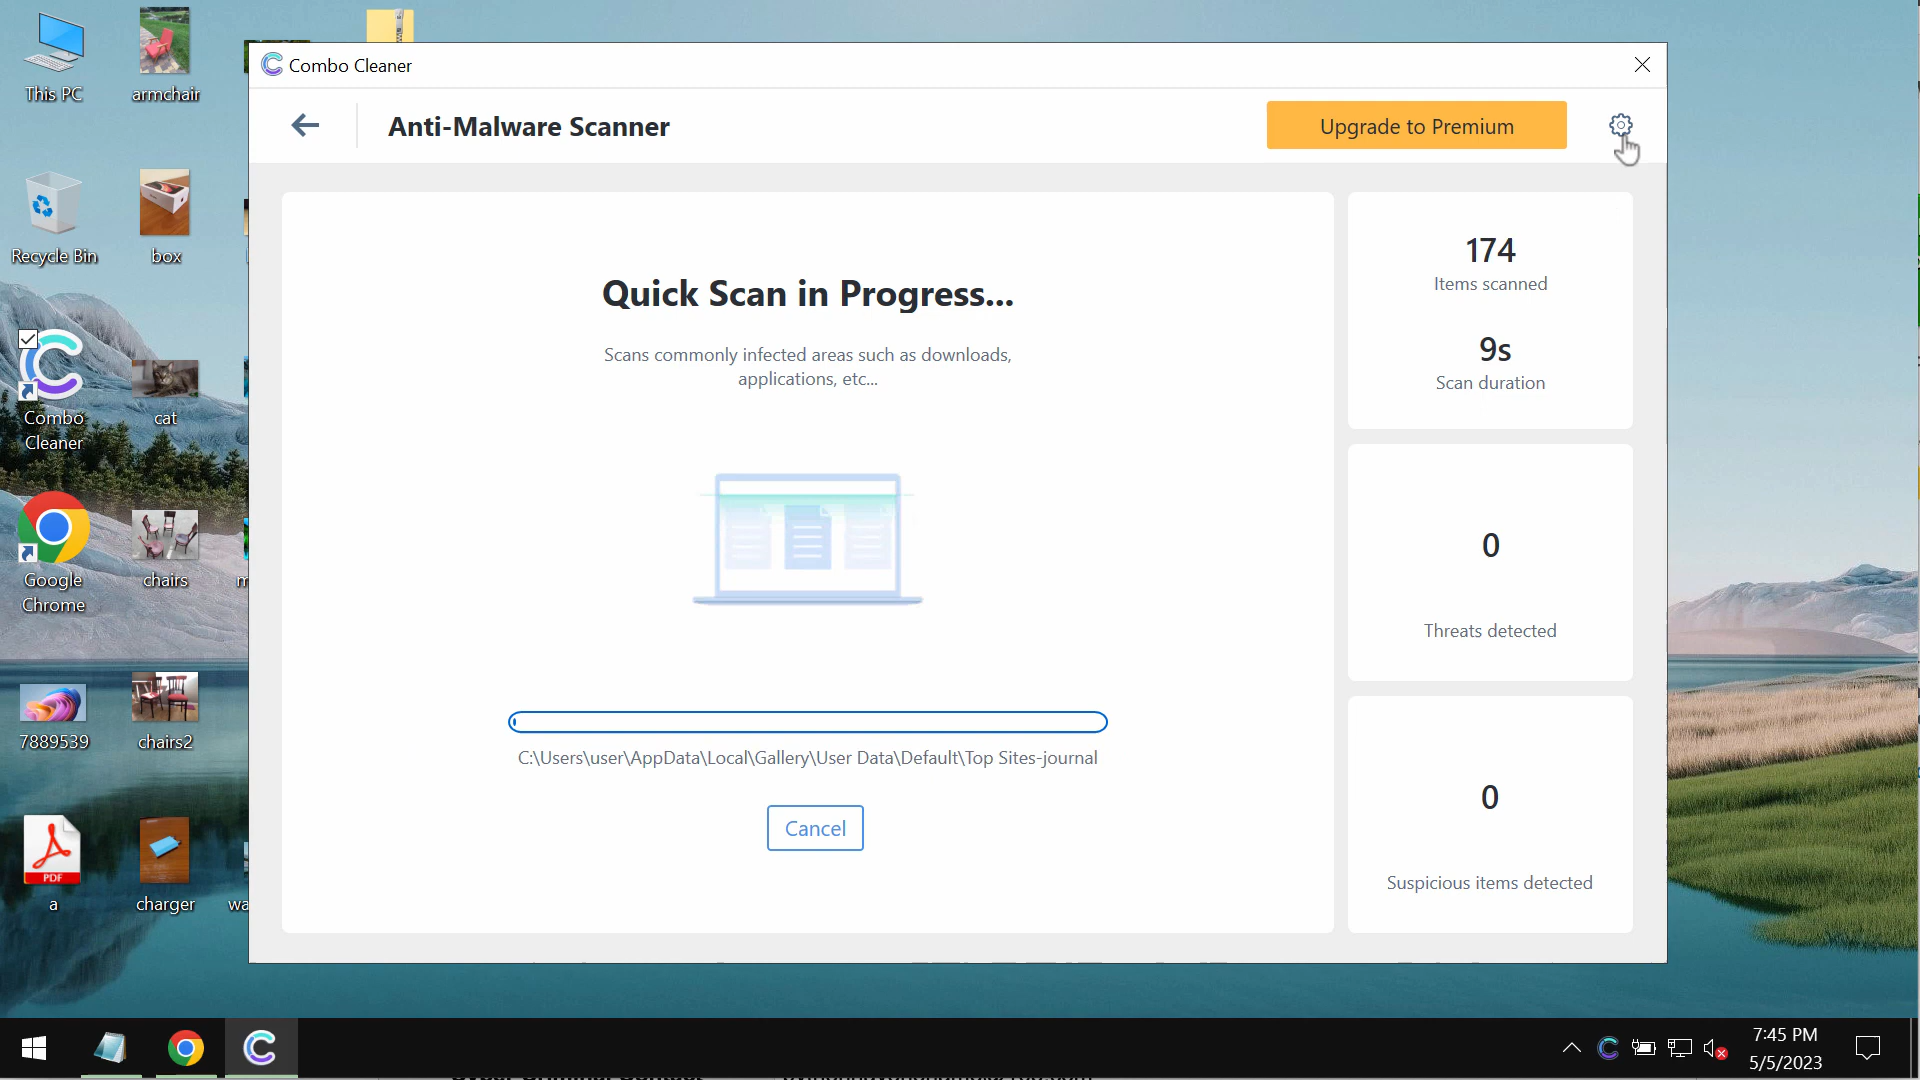 Combo Cleaner
Anti-Malware Scanner
Upgrade to Premium
Quick Scan in Progress...
Scans commonly infected areas such as downloads,
applications, etc...
C:\Users\user\AppData\Local\Gallery\User Data\Default\Top Sites-journal
Cancel
174
Items scanned
9s
Scan duration
0
Threats detected
0
Suspicious items detected
This PC
armchair
Recycle Bin
box
Combo
Cleaner
cat
Google
Chrome
chairs
7889539
chairs2
PDF
a
charger
wa
7:45 PM
5/5/2023